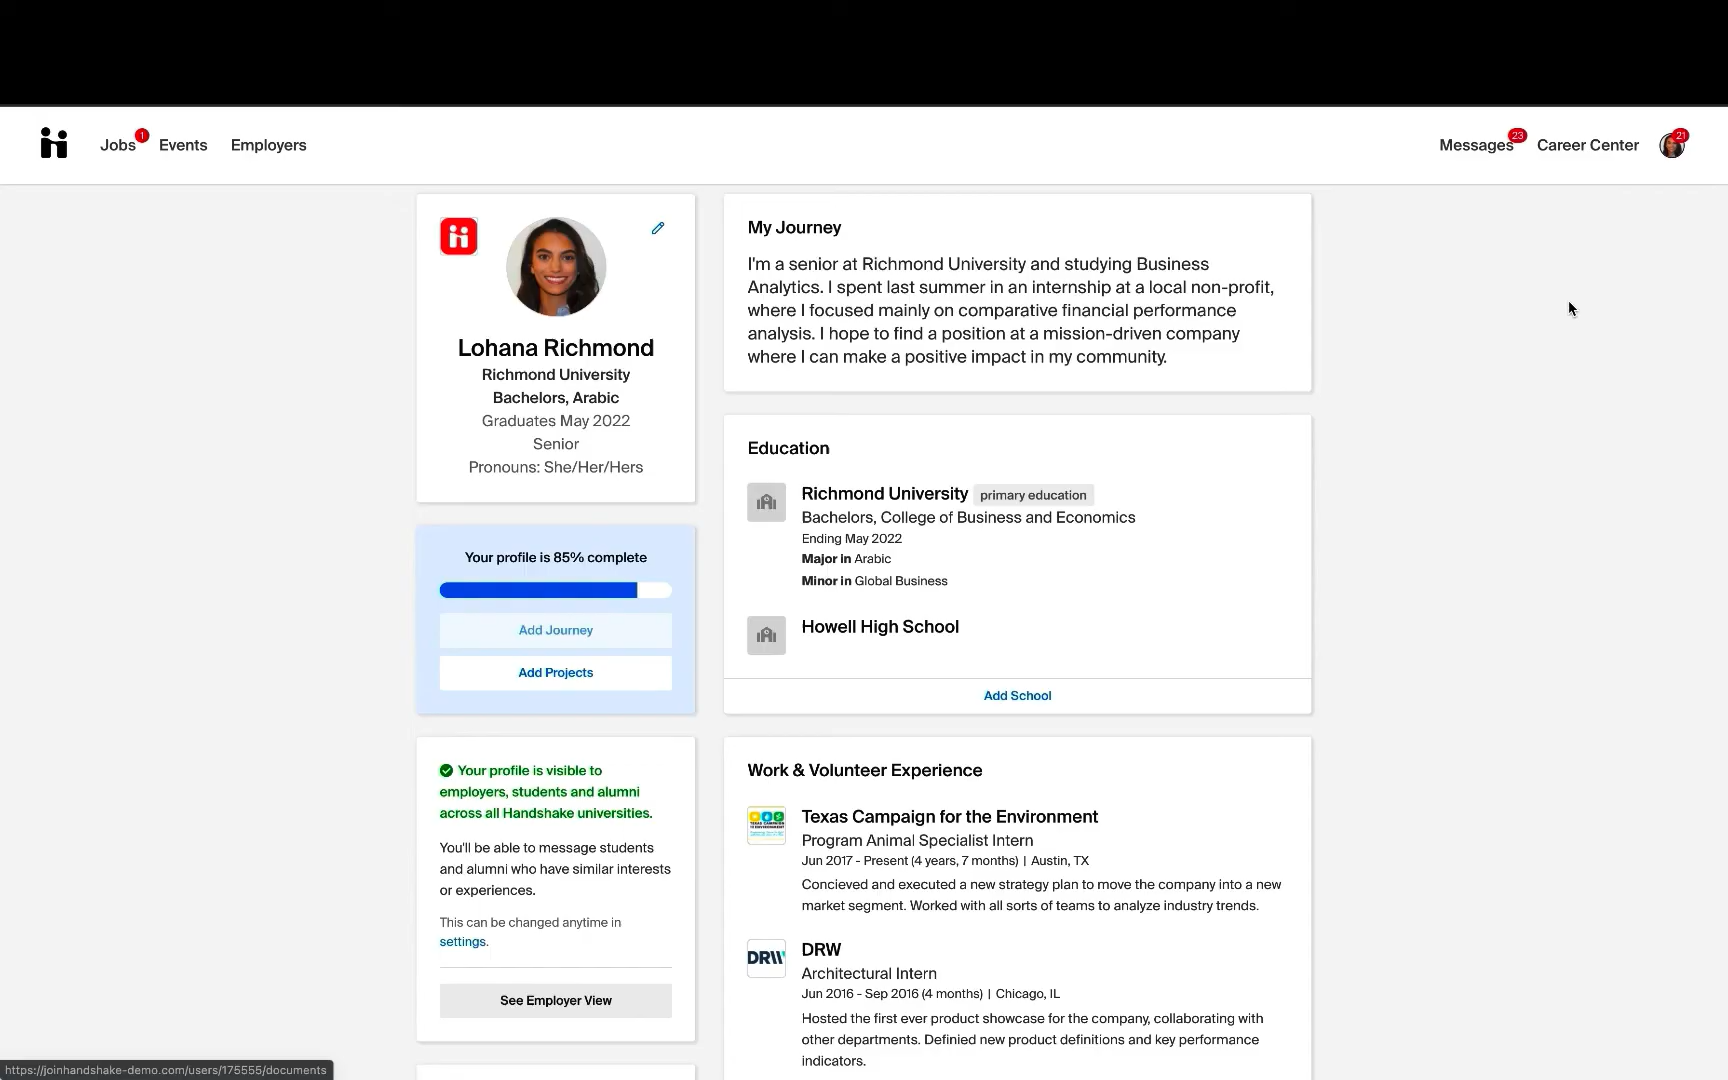 Jobs 1 Events Employers Messages 23 Career Center 21
Lohana Richmond
Richmond University
Bachelors, Arabic
Graduates May 2022
Senior
Pronouns: She/Her/Hers
Your profile is 85% complete
Add Journey
Add Projects
Your profile is visible to
employers, students and alumni
across all Handshake universities.
You'll be able to message students
and alumni who have similar interests
or experiences.
This can be changed anytime in
settings.
See Employer View
My Journey
I'm a senior at Richmond University and studying Business
Analytics. I spent last summer in an internship at a local non-profit,
where I focused mainly on comparative financial performance
analysis. I hope to find a position at a mission-driven company
where I can make a positive impact in my community.
Education
Richmond University primary education
Bachelors, College of Business and Economics
Ending May 2022
Major in Arabic
Minor in Global Business
Howell High School
Add School
Work & Volunteer Experience
Texas Campaign for the Environment
Program Animal Specialist Intern
Jun 2017 - Present (4 years, 7 months) | Austin, TX
Concieved and executed a new strategy plan to move the company into a new
market segment. Worked with all sorts of teams to analyze industry trends.
DRW
DRW
Architectural Intern
Jun 2016 - Sep 2016 (4 months) | Chicago, IL
Hosted the first ever product showcase for the company, collaborating with
other departments. Definied new product definitions and key performance
indicators.
https://joinhandshake-demo.com/users/175555/documents